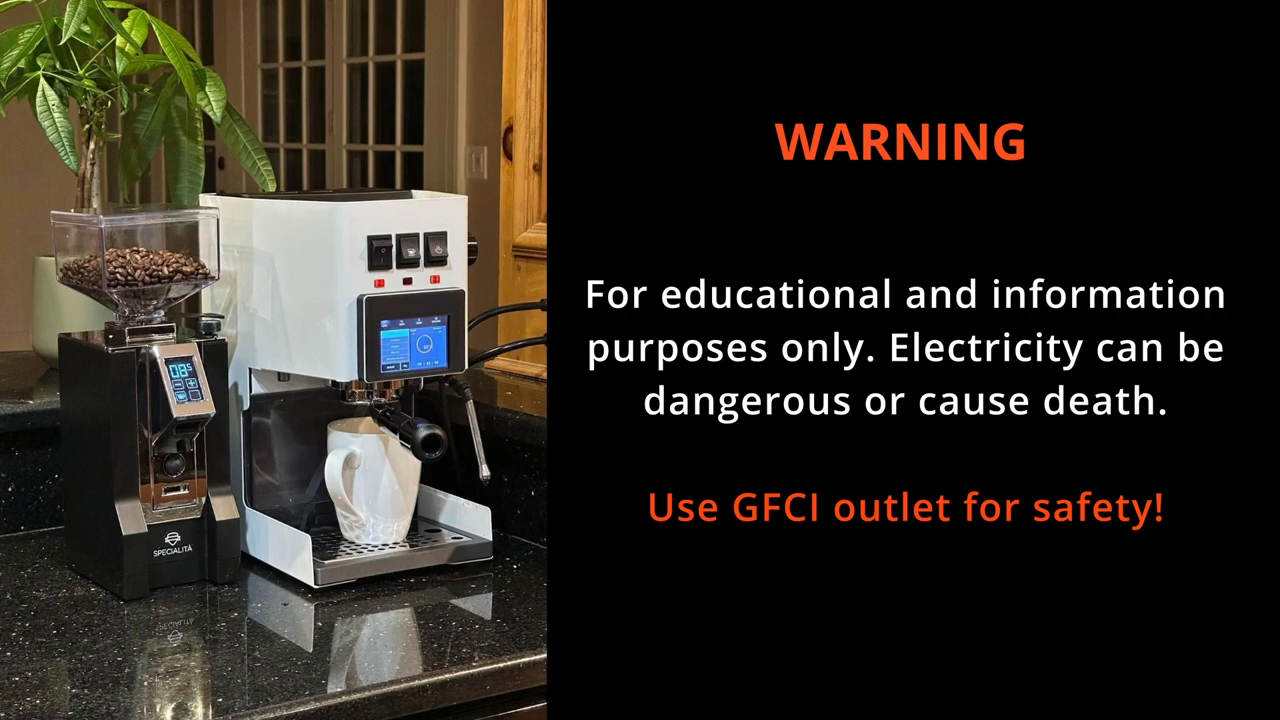 WARNING
For educational and information
purposes only. Electricity can be
dangerous or cause death.
Use GFCI outlet for safety!
085
SPECIALITÀ